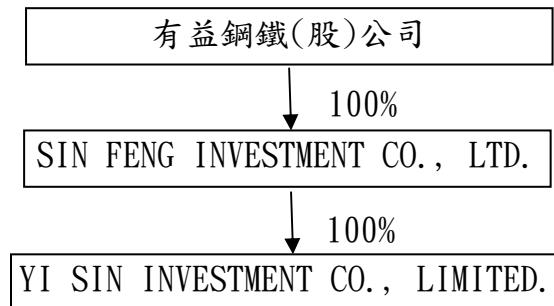 有益鋼鐵(股)公司
100%
SIN FENG INVESTMENT CO., LTD.
100%
YI SIN INVESTMENT CO., LIMITED.